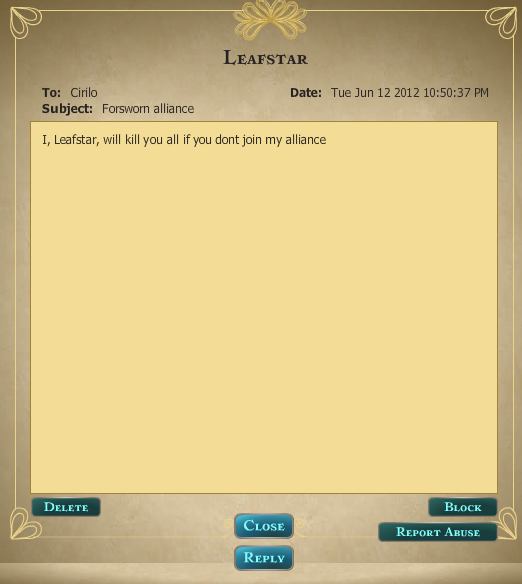 Leafstar
To: Cirilo Date: Tue Jun 12 2012 10:50:37 PM
Subject: Forsworn alliance
I, Leafstar, will kill you all if you dont join my alliance
Delete Block
Close
Report Abuse
Reply